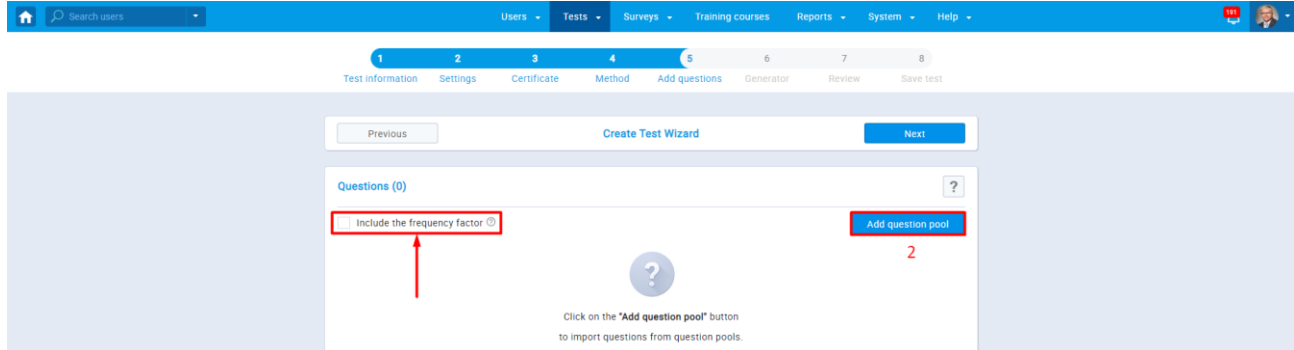 Search users
Users Tests Surveys Training courses Reports System Help
191
1 2 3 4 5 6 7 8
Test information Settings Certificate Method Add questions Generator Review Save test
Previous Create Test Wizard Next
Questions (0) ?
Include the frequency factor ? Add question pool
2
?
Click on the "Add question pool" button
to import questions from question pools.